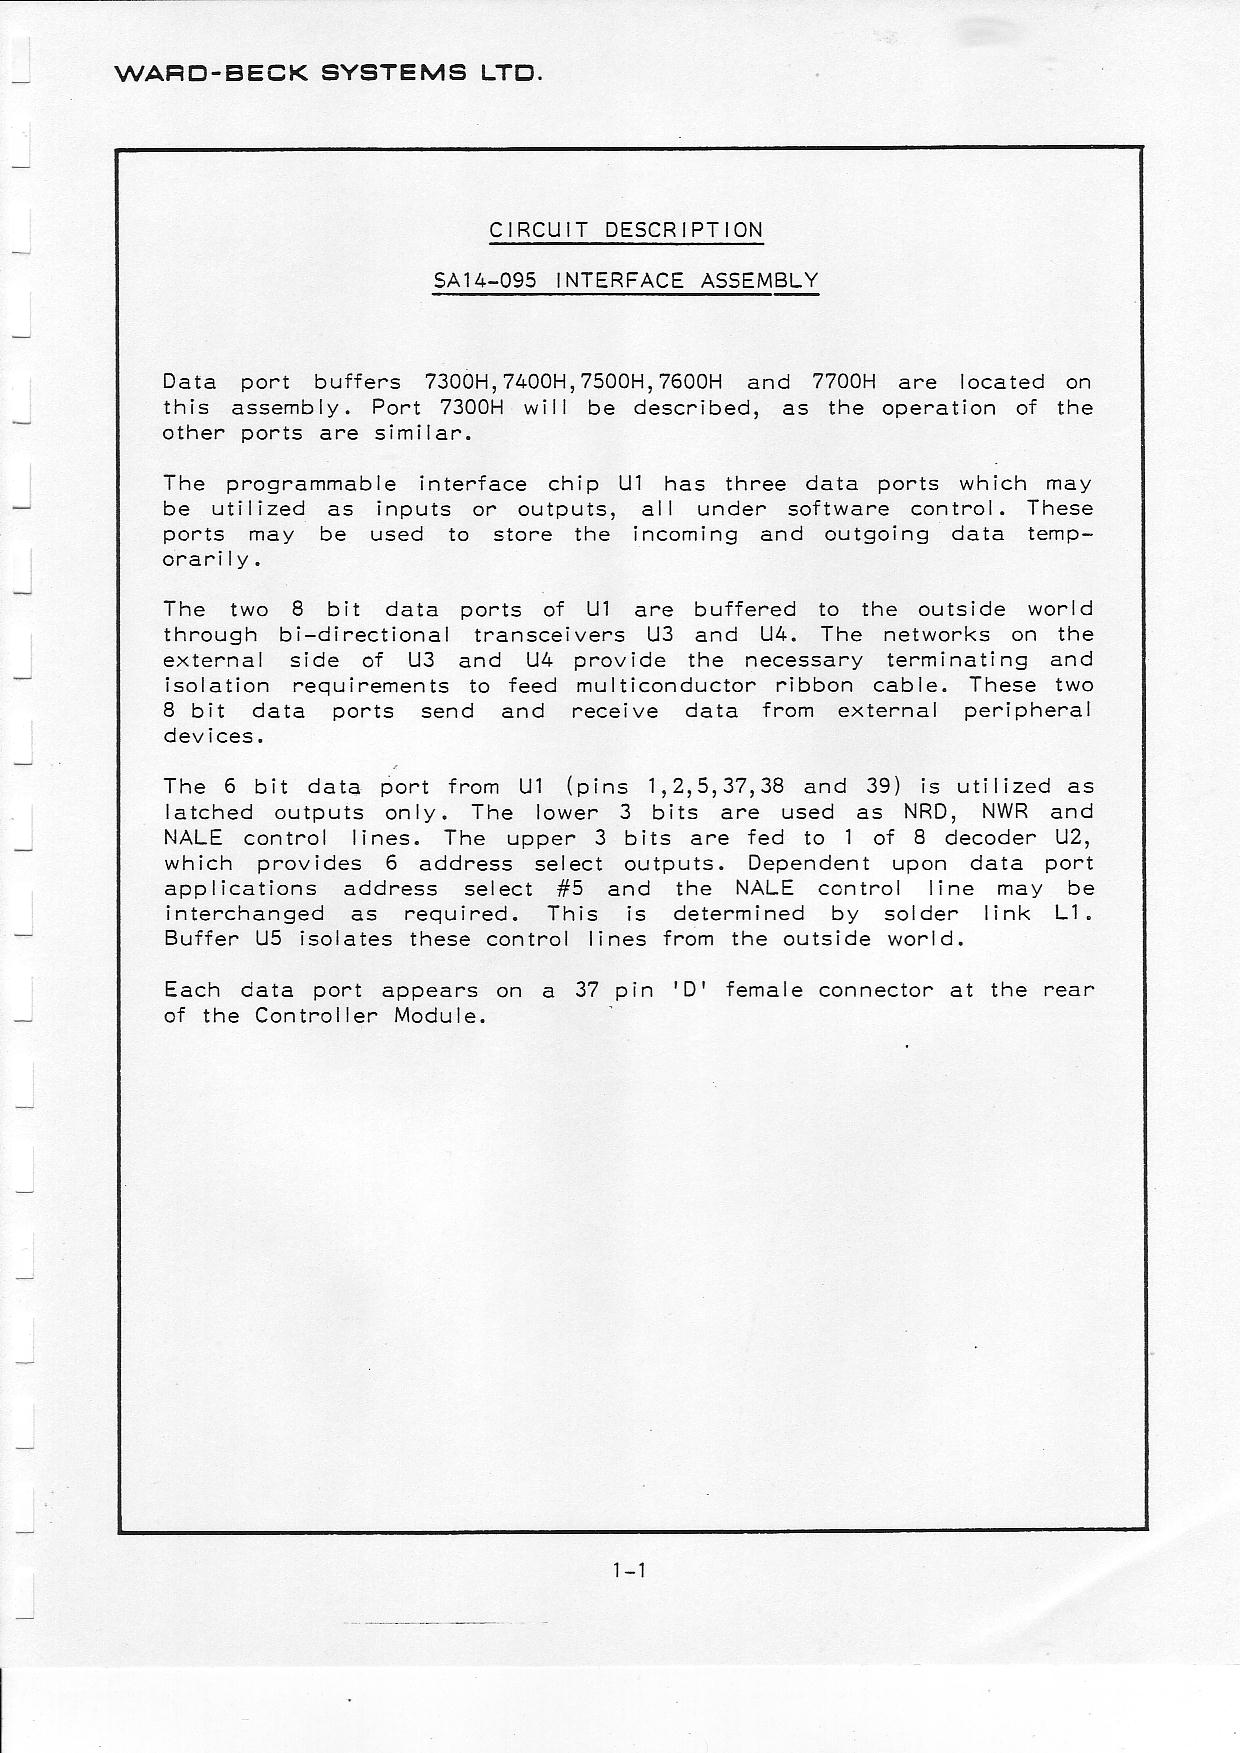 WARD-BECK SYSTEMS LTD.
CIRCUIT DESCRIPTION
SA14-095 INTERFACE ASSEMBLY
Data port buffers 7300H,7400H,7500H,7600H and 7700H are located on
this assembly. Port 7300H will be described, as the operation of the
other ports are similar.
The programmable interface chip U1 has three data ports which may
be utilized as inputs or outputs, all under software control. These
ports may be used to store the incoming and outgoing data temp-
orarily.
The two 8 bit data ports of U1 are buffered to the outside world
through bi-directional transceivers U3 and U4. The networks on the
external side of U3 and U4 provide the necessary terminating and
isolation requirements to feed multiconductor ribbon cable. These two
8 bit data ports send and receive data from external peripheral
devices.
The 6 bit data port from U1 (pins 1,2,5,37,38 and 39) is utilized as
latched outputs only. The lower 3 bits are used as NRD, NWR and
NALE control lines. The upper 3 bits are fed to 1 of 8 decoder U2,
which provides 6 address select outputs. Dependent upon data port
applications address select #5 and the NALE control line may be
interchanged as required. This is determined by solder link L1.
Buffer U5 isolates these control lines from the outside world.
Each data port appears on a 37 pin 'D' female connector at the rear
of the Controller Module.
1-1